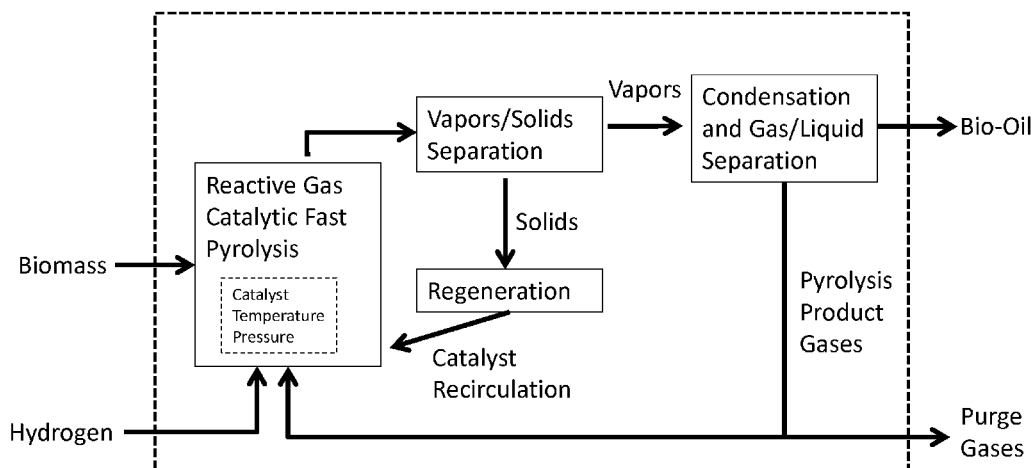 Vapors
Condensation
and Gas/Liquid
Separation
Bio-Oil
Vapors/Solids
Separation
Reactive Gas
Catalytic Fast
Pyrolysis
Solids
Biomass
Regeneration
Catalyst
Temperature
Pressure
Pyrolysis
Product
Gases
Catalyst
Recirculation
Hydrogen
Purge
Gases